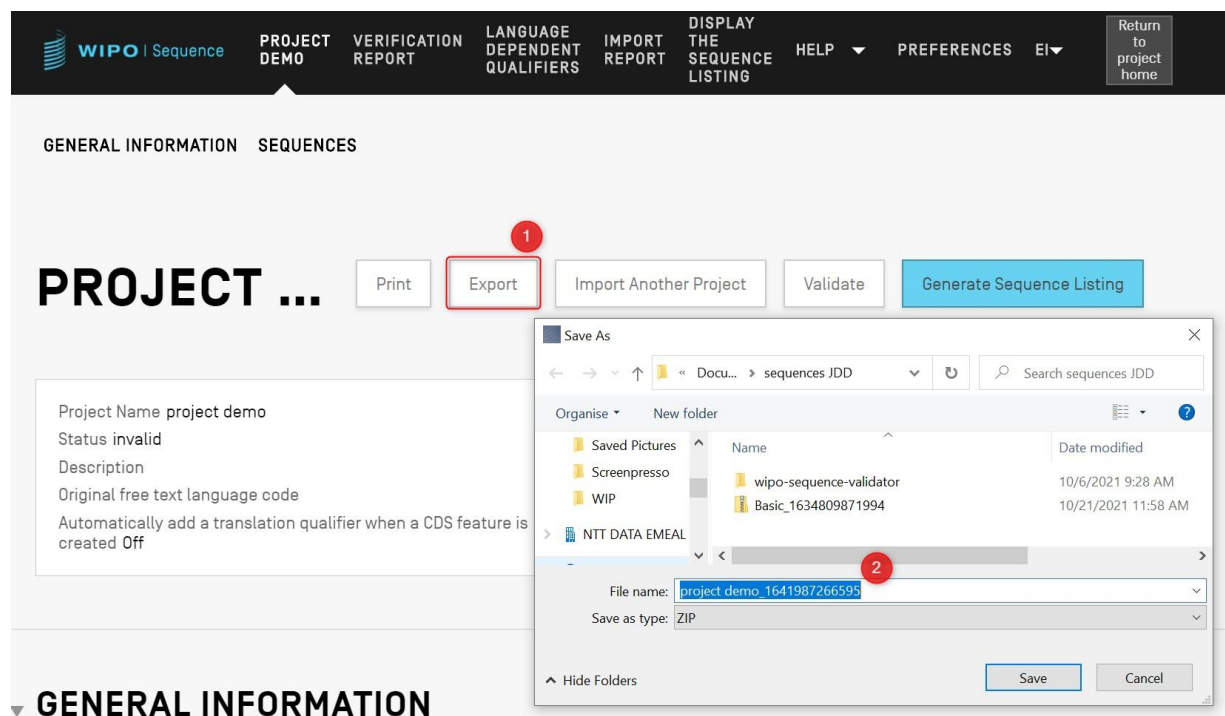 WIPO | Sequence
PROJECT DEMO
VERIFICATION REPORT
LANGUAGE DEPENDENT QUALIFIERS
IMPORT REPORT
DISPLAY THE SEQUENCE LISTING
HELP
PREFERENCES
EI
Return to project home
GENERAL INFORMATION SEQUENCES
1
PROJECT ...
Print
Export
Import Another Project
Validate
Generate Sequence Listing
Project Name project demo
Status invalid
Description
Original free text language code
Automatically add a translation qualifier when a CDS feature is
created Off
Save As
« Docu... > sequences JDD
Search sequences JDD
Organise
New folder
?
Saved Pictures
Screenpresso
WIP
NTT DATA EMEAL
Name
Date modified
wipo-sequence-validator
10/6/2021 9:28 AM
Basic_1634809871994
10/21/2021 11:58 AM
2
File name: project demo_1641987266595
Save as type: ZIP
Hide Folders
Save
Cancel
GENERAL INFORMATION